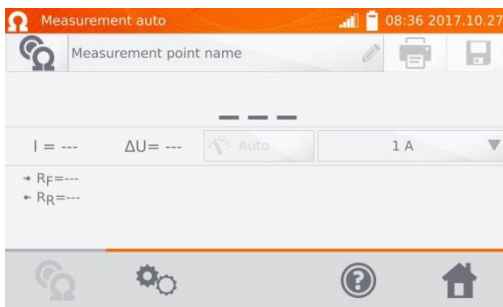 Measurement auto 08:36 2017.10.27
Measurement point name
---
I = --- ΔU= --- Auto 1 A
→ RF=---
← RR=---